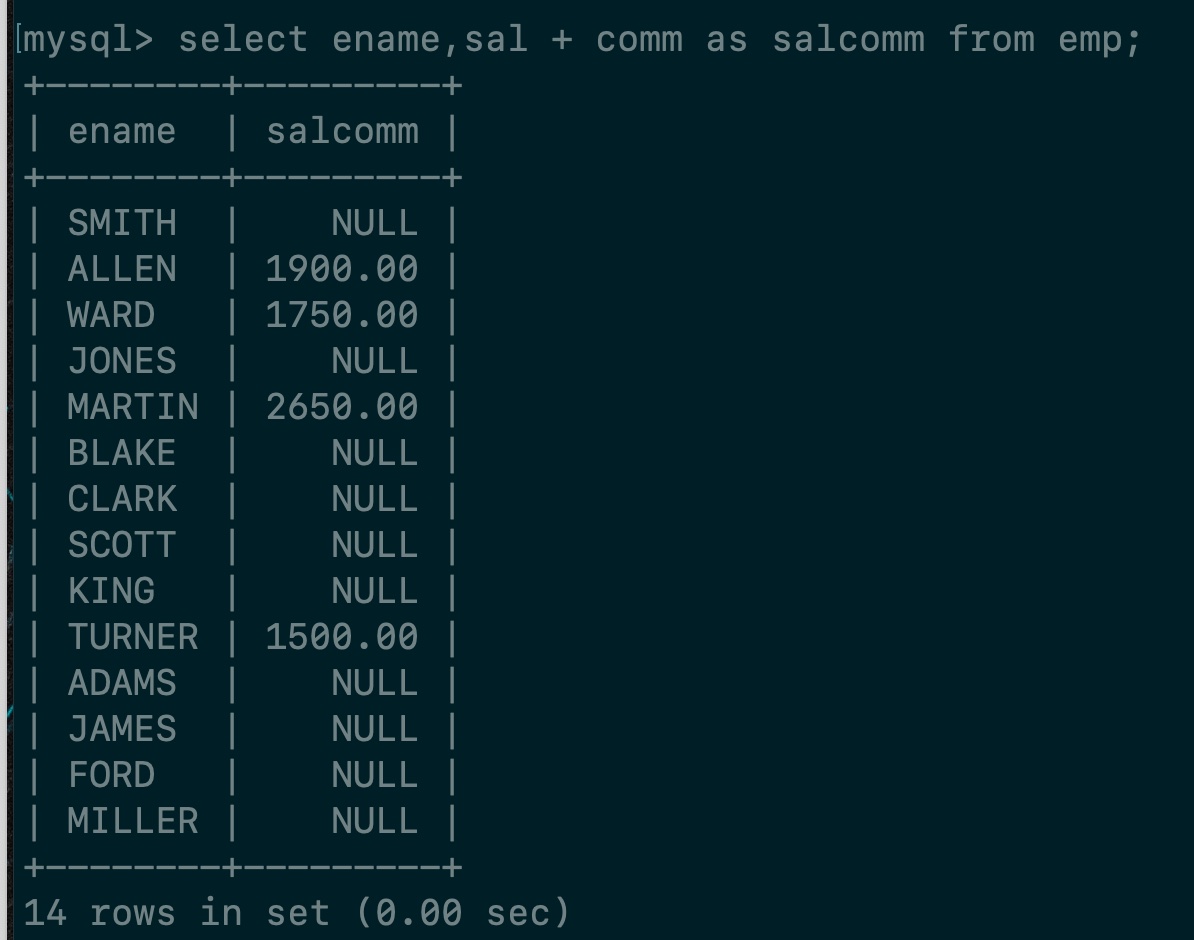 [mysql> select ename,sal + comm as salcomm from emp;
+--------+---------+
| ename  | salcomm |
+--------+---------+
| SMITH  |    NULL |
| ALLEN  | 1900.00 |
| WARD   | 1750.00 |
| JONES  |    NULL |
| MARTIN | 2650.00 |
| BLAKE  |    NULL |
| CLARK  |    NULL |
| SCOTT  |    NULL |
| KING   |    NULL |
| TURNER | 1500.00 |
| ADAMS  |    NULL |
| JAMES  |    NULL |
| FORD   |    NULL |
| MILLER |    NULL |
+--------+---------+
14 rows in set (0.00 sec)